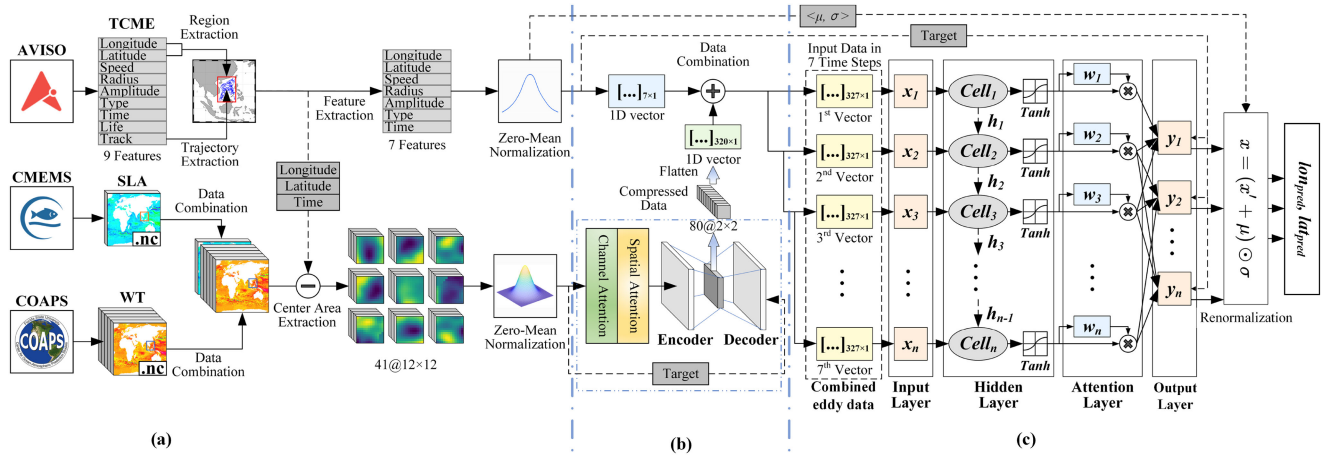 AVISO
TCME
Longitude
Latitude
Speed
Radius
Amplitude
Type
Time
Life
Track
9 Features
Region
Extraction
Trajectory Extraction
Feature
Extraction
Longitude
Latitude
Speed
Radius
Amplitude
Type
Time
7 Features
Zero-Mean
Normalization
Longitude
Latitude
Time
CMEMS
SLA
.nc
Data
Combination
COAPS
COAPS
WT
.nc
Data Combination
Center Area
Extraction
41@12×12
Zero-Mean
Normalization
(a)
[...]7×1
1D vector
Data
Combination
[...]320×1
1D vector
Flatten
Compressed
Data
80@2×2
Channel Attention
Spatial Attention
Encoder
Decoder
Target
(b)
<μ, σ>
Target
Input Data in
7 Time Steps
[...]327×1
1st Vector
[...]327×1
2nd Vector
[...]327×1
3rd Vector
[...]327×1
7th Vector
Combined
eddy data
x1
x2
x3
xn
Input
Layer
Cell1
h1
Cell2
h2
Cell3
h3
hn-1
Celln
Tanh
Tanh
Tanh
Tanh
Hidden
Layer
w1
w2
w3
wn
Attention
Layer
y1
y2
yn
Output
Layer
Renormalization
x = (x' + μ) ⊙ σ
lonpred, latpred
(c)